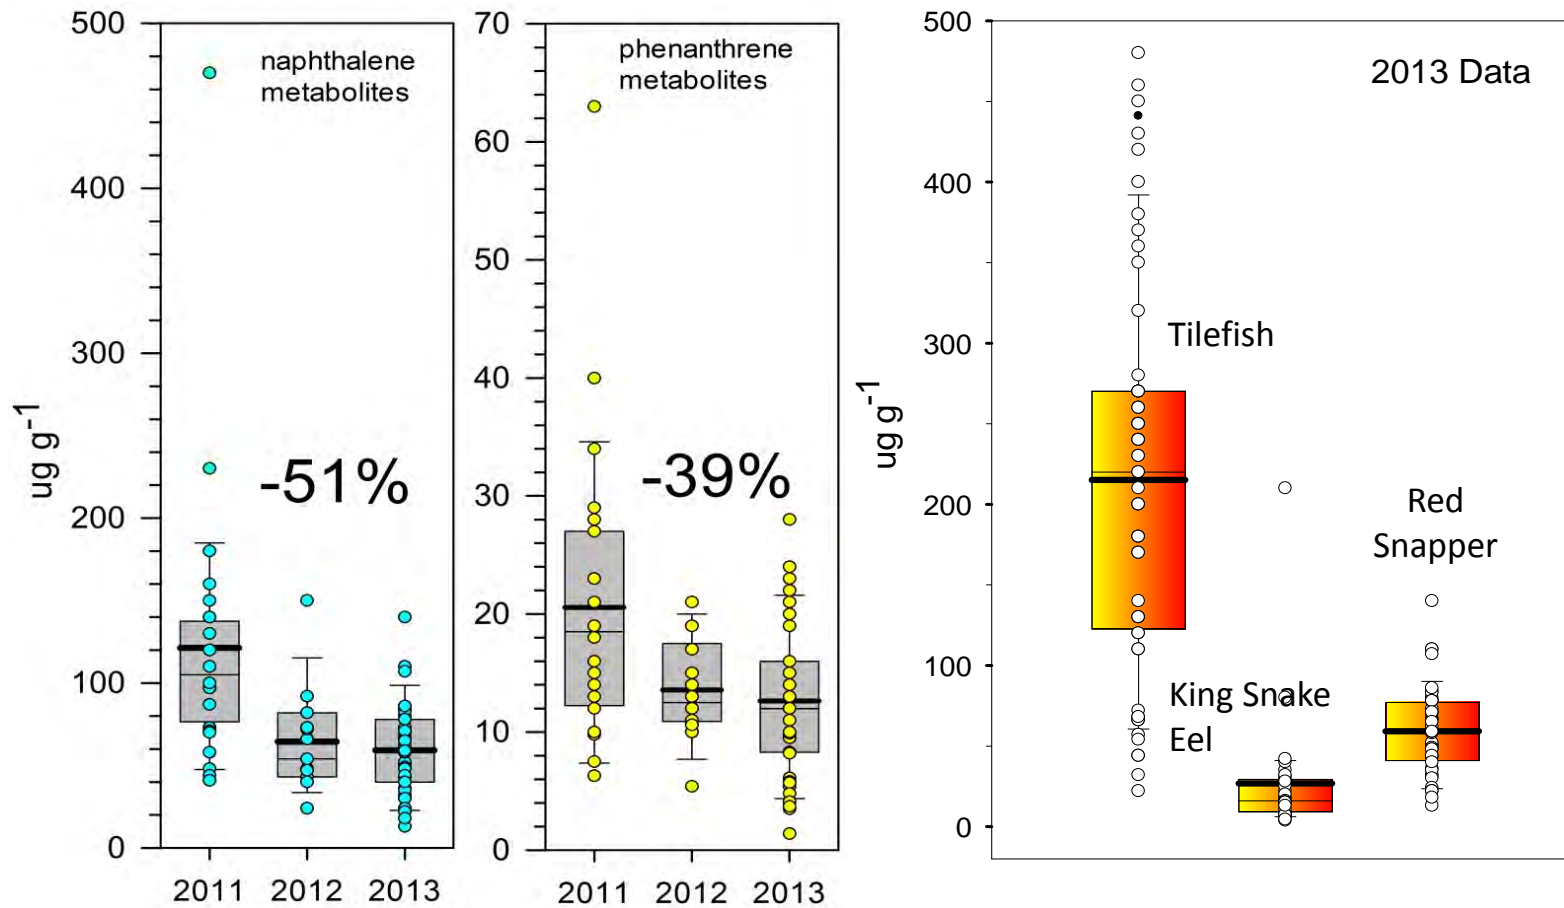 500
400
300
200
100
0
ug g-1
naphthalene
metabolites
-51%
2011 2012 2013
70
60
50
40
30
20
10
0
phenanthrene
metabolites
-39%
2011 2012 2013
500
400
300
200
100
0
ug g-1
2013 Data
Tilefish
King Snake
Eel
Red
Snapper